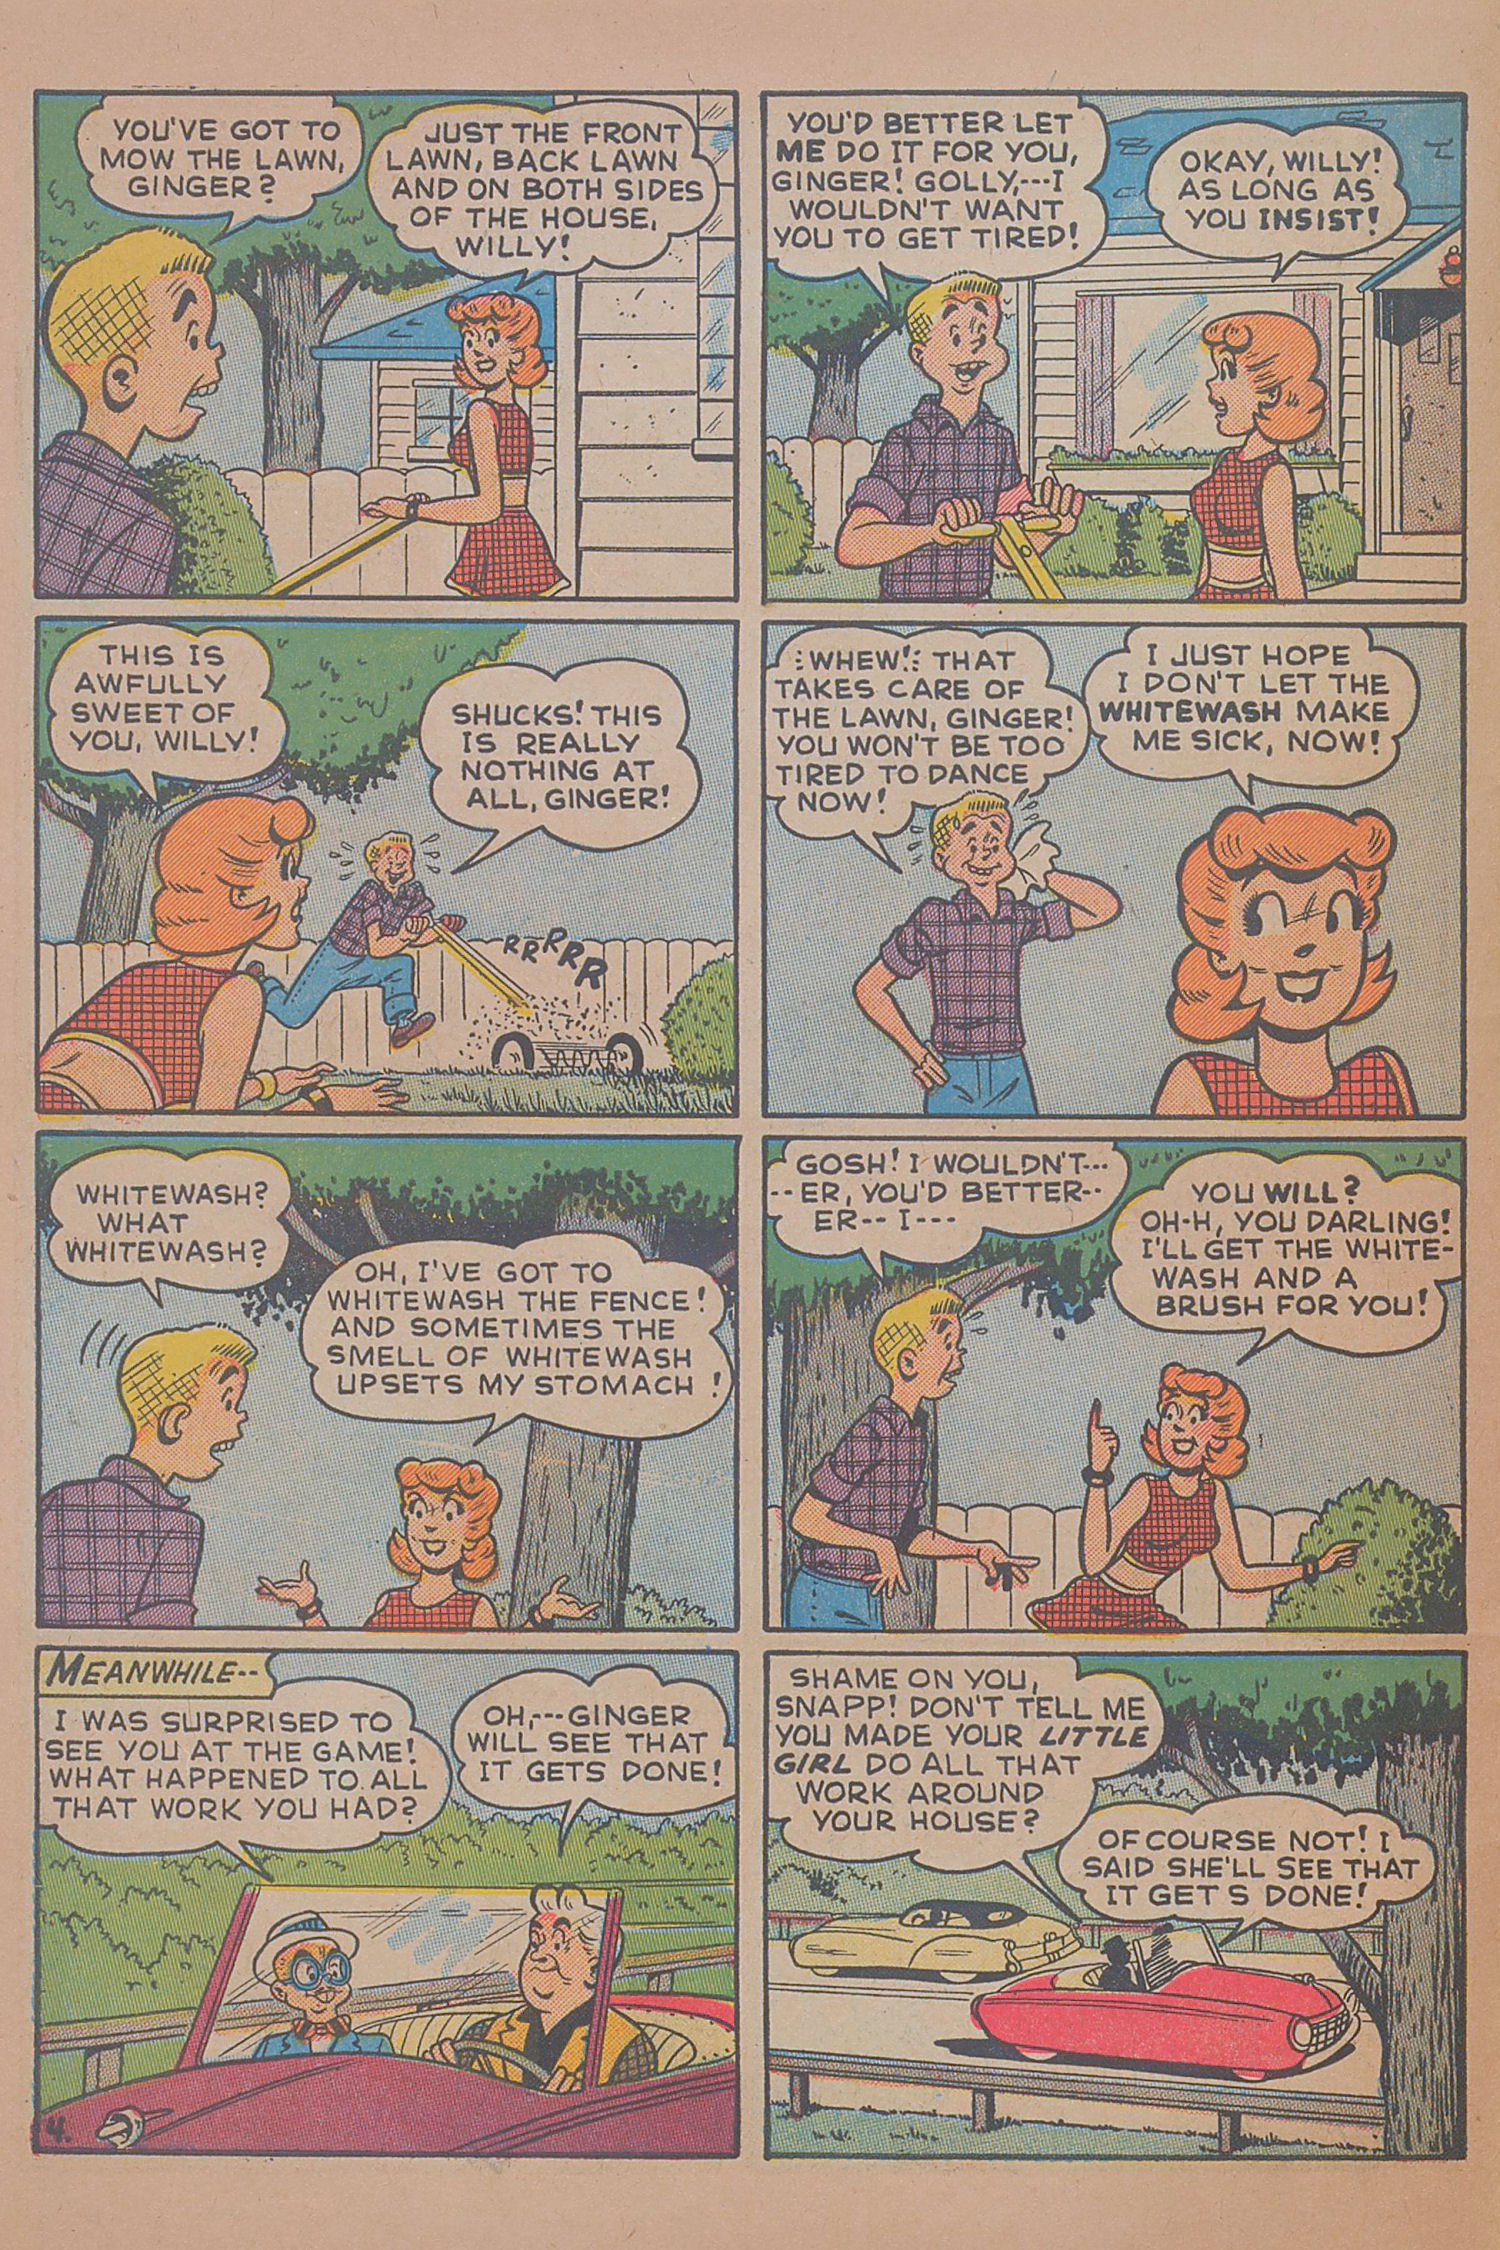 YOU'VE GOT TO
MOW THE LAWN,
GINGER?
JUST THE FRONT
LAWN, BACK LAWN
AND ON BOTH SIDES
OF THE HOUSE,
WILLY!
YOU'D BETTER LET
ME DO IT FOR YOU,
GINGER! GOLLY,---I
WOULDN'T WANT
YOU TO GET TIRED!
OKAY, WILLY!
AS LONG AS
YOU INSIST!
THIS IS
AWFULLY
SWEET OF
YOU, WILLY!
SHUCKS! THIS
IS REALLY
NOTHING AT
ALL, GINGER!
RRRRR
WHEW! THAT
TAKES CARE OF
THE LAWN, GINGER!
YOU WON'T BE TOO
TIRED TO DANCE
NOW!
I JUST HOPE
I DON'T LET THE
WHITEWASH MAKE
ME SICK, NOW!
WHITEWASH?
WHAT
WHITEWASH?
OH, I'VE GOT TO
WHITEWASH THE FENCE!
AND SOMETIMES THE
SMELL OF WHITEWASH
UPSETS MY STOMACH!
GOSH! I WOULDN'T---
--ER, YOU'D BETTER--
ER-- I---
YOU WILL?
OH-H, YOU DARLING!
I'LL GET THE WHITE-
WASH AND A
BRUSH FOR YOU!
MEANWHILE--
I WAS SURPRISED TO
SEE YOU AT THE GAME!
WHAT HAPPENED TO ALL
THAT WORK YOU HAD?
OH,---GINGER
WILL SEE THAT
IT GETS DONE!
4.
SHAME ON YOU,
SNAPP! DON'T TELL ME
YOU MADE YOUR LITTLE
GIRL DO ALL THAT
WORK AROUND
YOUR HOUSE?
OF COURSE NOT! I
SAID SHE'LL SEE THAT
IT GETS DONE!